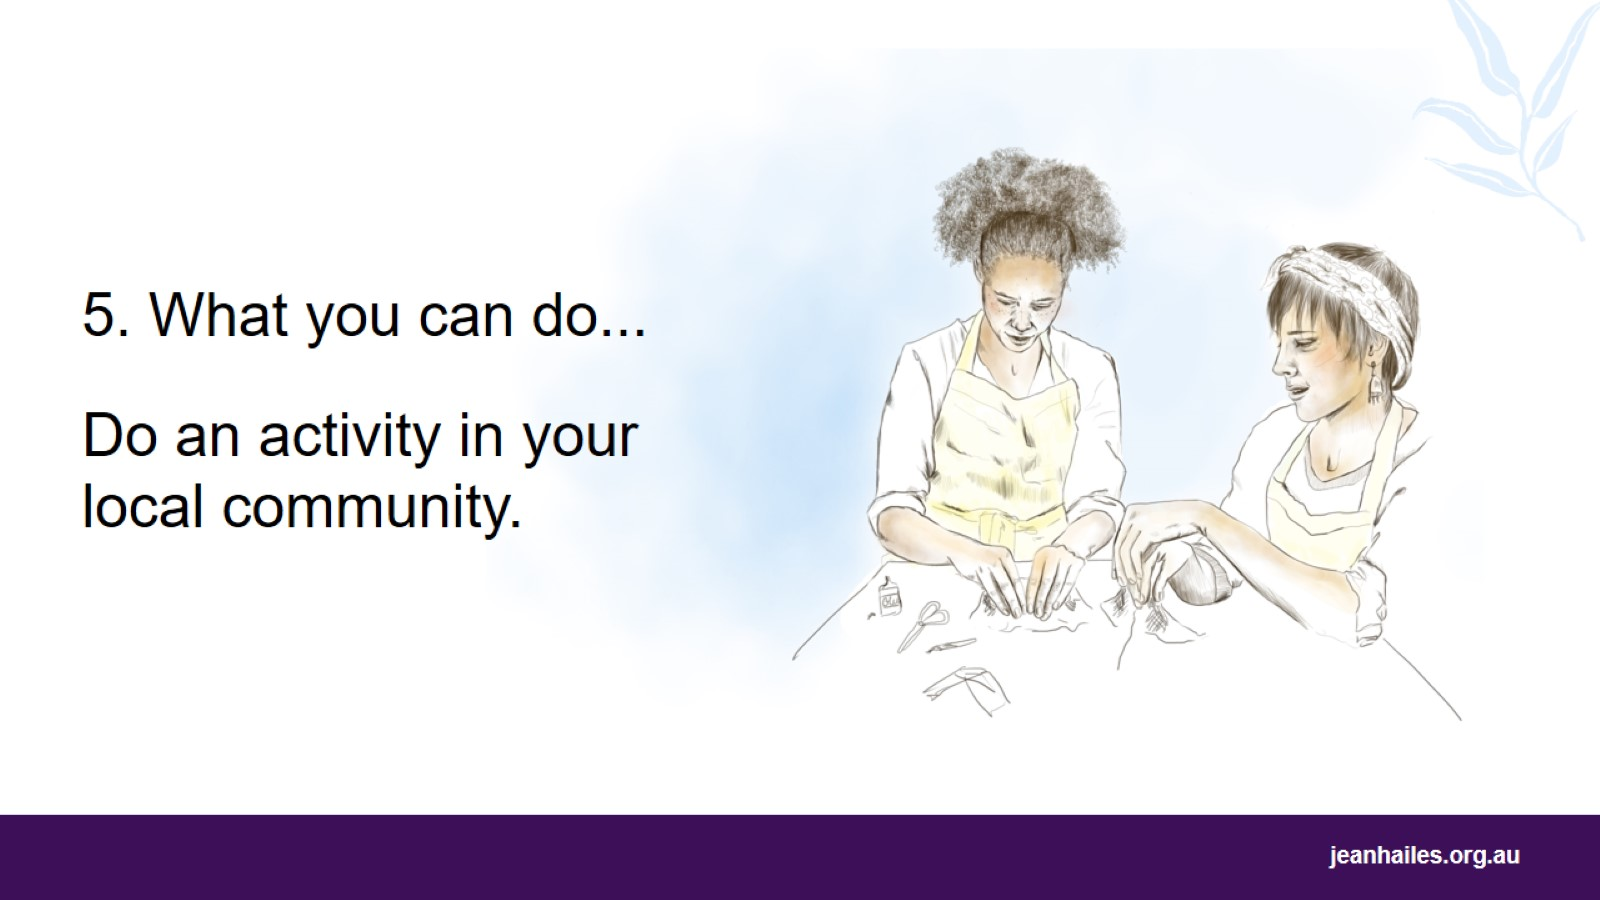 5. What you can do...
Do an activity in your
local community.
jeanhailes.org.au